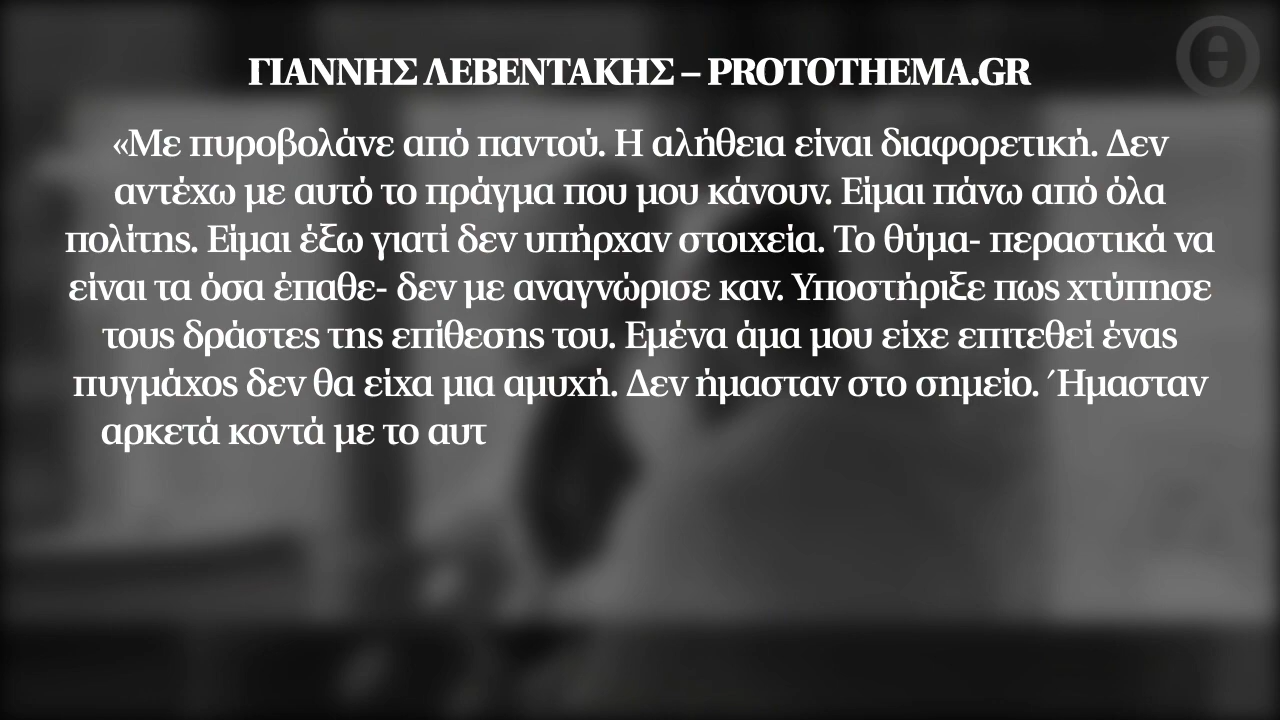 ΓΙΑΝΝΗΣ ΛΕΒΕΝΤΑΚΗΣ – PROTOTHEMA.GR
«Με πυροβολάνε από παντού. Η αλήθεια είναι διαφορετική. Δεν
αντέχω με αυτό το πράγμα που μου κάνουν. Είμαι πάνω από όλα
πολίτης. Είμαι έξω γιατί δεν υπήρχαν στοιχεία. Το θύμα- περαστικά να
είναι τα όσα έπαθε- δεν με αναγνώρισε καν. Υποστήριξε πως χτύπησε
τους δράστες της επίθεσης του. Εμένα άμα μου είχε επιτεθεί ένας
πυγμάχος δεν θα είχα μια αμυχή. Δεν ήμασταν στο σημείο. ΄Ημασταν
αρκετά κοντά με το αυτ